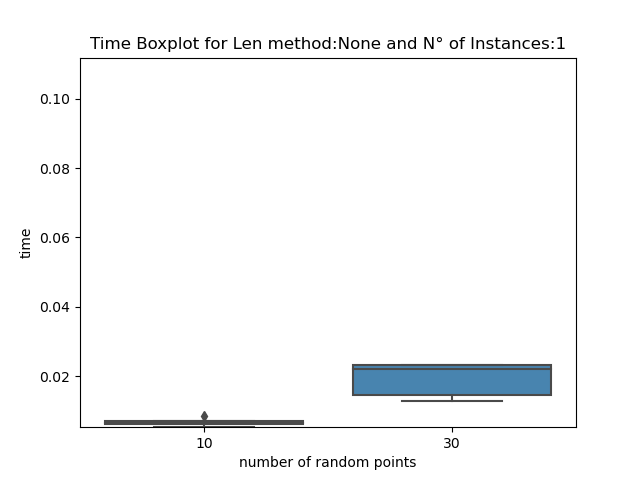 Time Boxplot for Len method:None and N° of Instances:1
0.10
0.08
0.06
0.04
0.02
time
10 30
number of random points